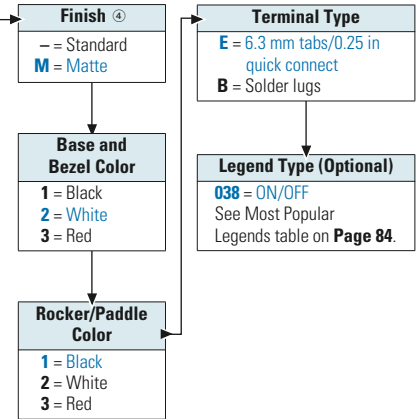 Finish ④
– = Standard
M = Matte
Base and
Bezel Color
1 = Black
2 = White
3 = Red
Rocker/Paddle
Color
1 = Black
2 = White
3 = Red
Terminal Type
E = 6.3 mm tabs/0.25 in
quick connect
B = Solder lugs
Legend Type (Optional)
038 = ON/OFF
See Most Popular
Legends table on Page 84.